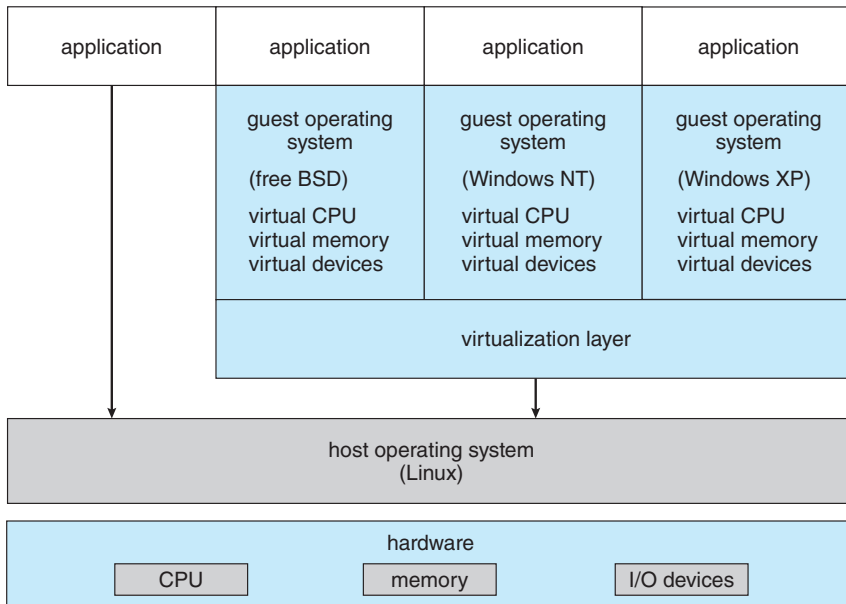 application
application
application
application
guest operating system
(free BSD)
virtual CPU
virtual memory
virtual devices
guest operating system
(Windows NT)
virtual CPU
virtual memory
virtual devices
guest operating system
(Windows XP)
virtual CPU
virtual memory
virtual devices
virtualization layer
host operating system
(Linux)
hardware
CPU
memory
I/O devices